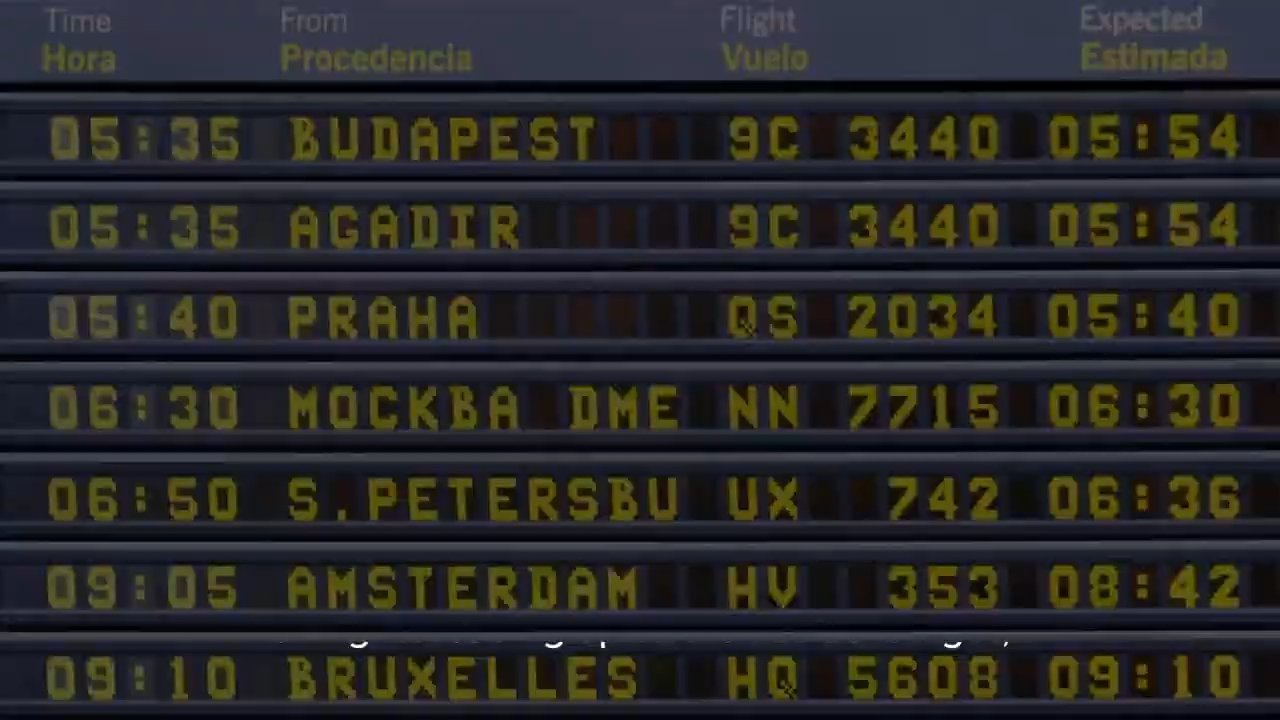 Time From Flight Expected
Hora Procedencia Vuelo Estimada
05:35 BUDAPEST 9C 3440 05:54
05:35 AGADIR 9C 3440 05:54
05:40 PRAHA QS 2034 05:40
06:30 MOCKBA DME NN 7715 06:30
06:50 S.PETERSBU UX 742 06:36
09:05 AMSTERDAM HV 353 08:42
09:10 BRUXELLES HQ 5608 09:10